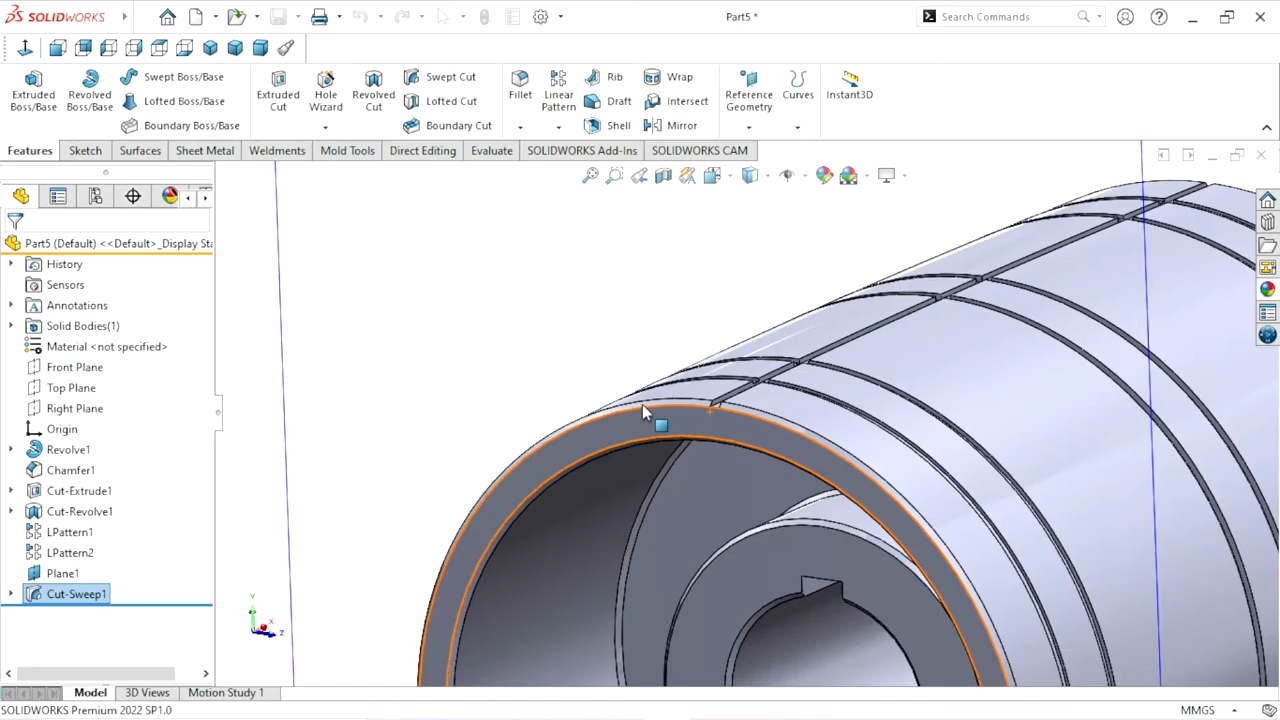 SOLIDWORKS
Part5 *
Search Commands
Extruded Boss/Base
Revolved Boss/Base
Swept Boss/Base
Lofted Boss/Base
Boundary Boss/Base
Extruded Cut
Hole Wizard
Revolved Cut
Swept Cut
Lofted Cut
Boundary Cut
Fillet
Linear Pattern
Rib
Draft
Shell
Wrap
Intersect
Mirror
Reference Geometry
Curves
Instant3D
Features
Sketch
Surfaces
Sheet Metal
Weldments
Mold Tools
Direct Editing
Evaluate
SOLIDWORKS Add-Ins
SOLIDWORKS CAM
Part5 (Default) <<Default>_Display Sta
History
Sensors
Annotations
Solid Bodies(1)
Material <not specified>
Front Plane
Top Plane
Right Plane
Origin
Revolve1
Chamfer1
Cut-Extrude1
Cut-Revolve1
LPattern1
LPattern2
Plane1
Cut-Sweep1
Y
X
Z
Model
3D Views
Motion Study 1
SOLIDWORKS Premium 2022 SP1.0
MMGS